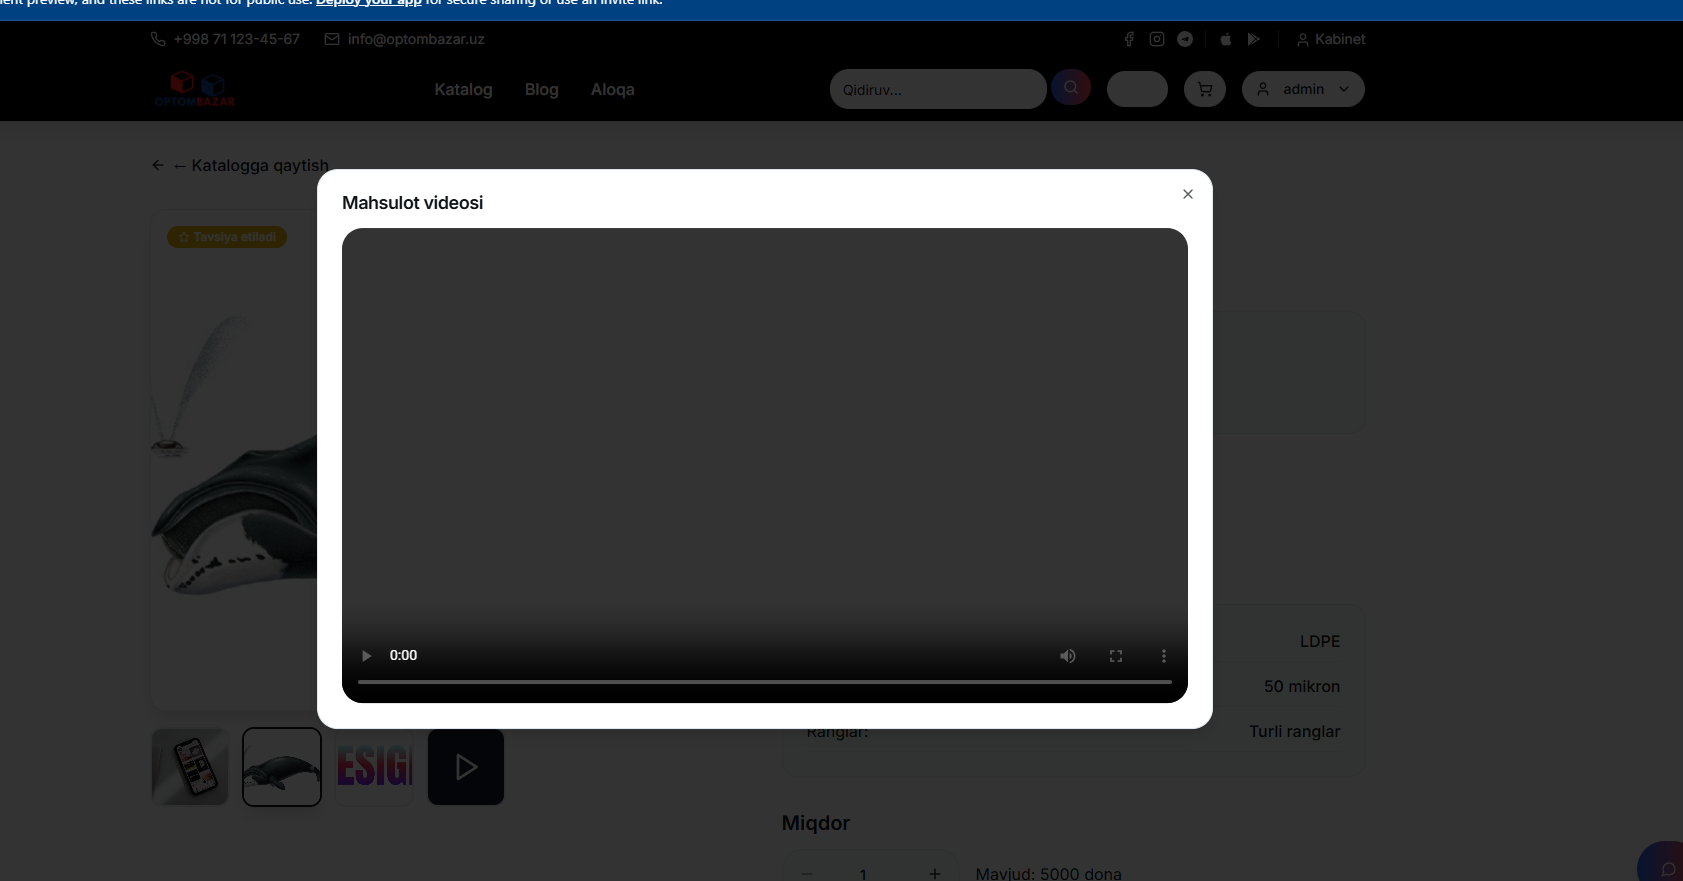 ent preview, and these links are not for public use. Deploy your app for secure sharing or use an invite link.
+998 71 123-45-67 info@optombazar.uz Kabinet
OPTOMBAZAR Katalog Blog Aloqa Qidiruv... admin
← Katalogga qaytish
Mahsulot videosi
Tavsiya etiladi
LDPE
0:00
50 mikron
Ranglar: Turli ranglar
ESIG
Miqdor
1 Mavjud: 5000 dona